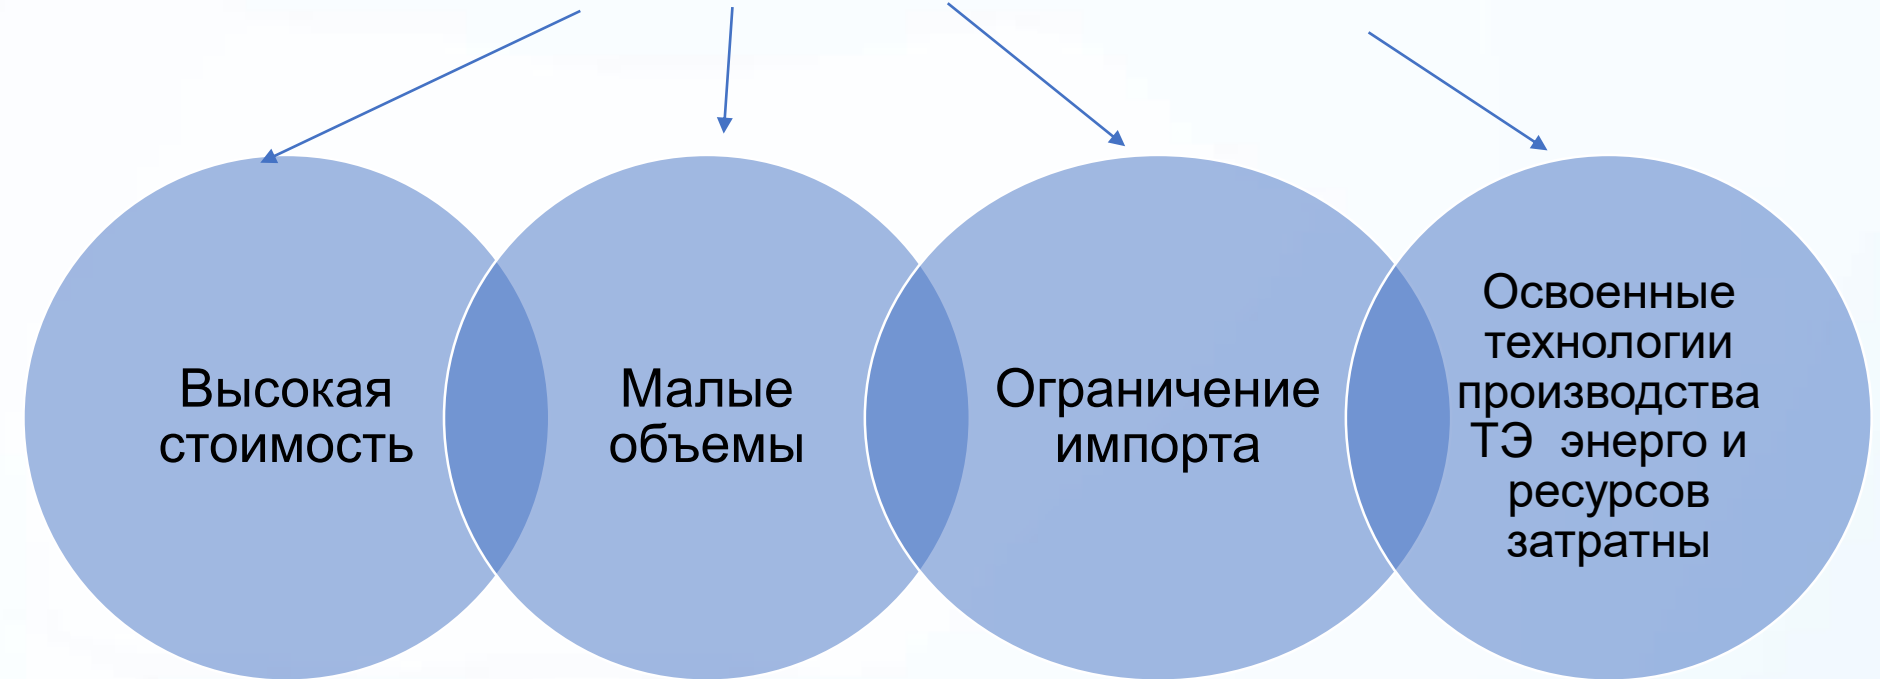 Высокая
стоимость
Малые
объемы
Ограничение
импорта
Освоенные
технологии
производства
ТЭ  энерго и
ресурсов
затратны